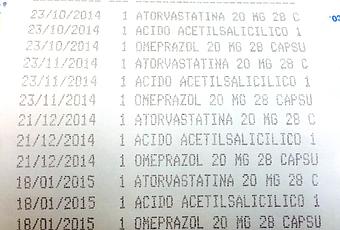 23/10/2014 1 ATORVASTATINA 20 MG 28 C
23/10/2014 1 ACIDO ACETILSALICILICO 1
23/10/2014 1 OMEPRAZOL 20 MG 28 CAPSU
23/11/2014 1 ATORVASTATINA 20 MG 28 C
23/11/2014 1 ACIDO ACETILSALICILICO 1
23/11/2014 1 OMEPRAZOL 20 MG 28 CAPSU
21/12/2014 1 ATORVASTATINA 20 MG 28 C
21/12/2014 1 ACIDO ACETILSALICILICO 1
21/12/2014 1 OMEPRAZOL 20 MG 28 CAPSU
18/01/2015 1 ATORVASTATINA 20 MG 28 C
18/01/2015 1 ACIDO ACETILSALICILICO 1
18/01/2015 1 OMEPRAZOL 20 MG 28 CAPSU